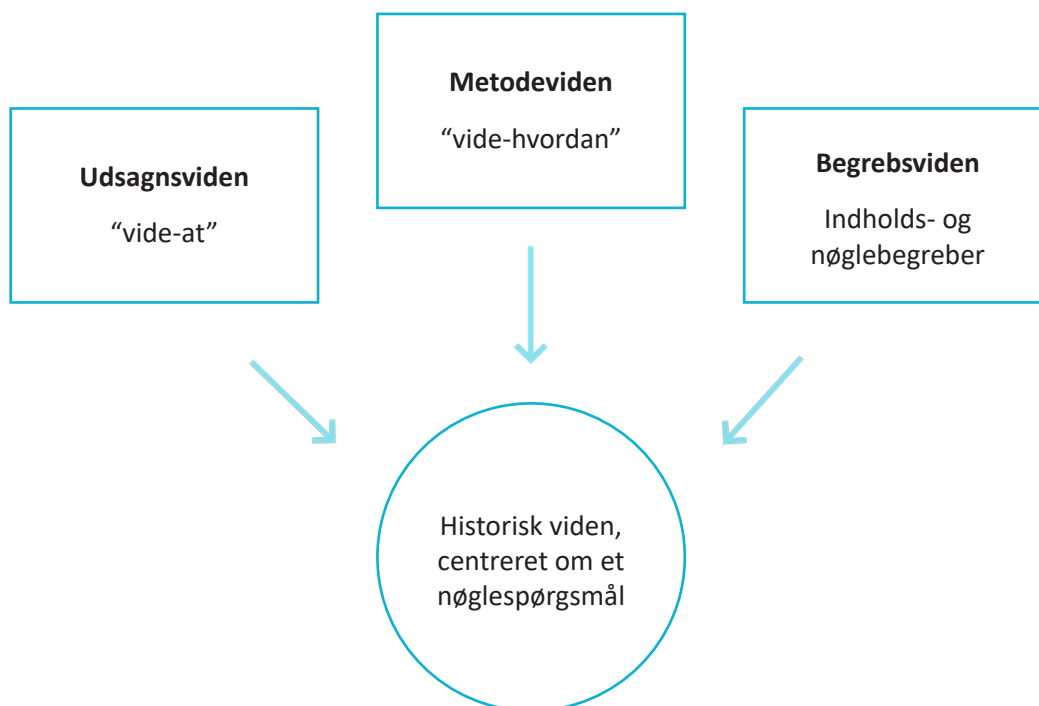 Udsagnsviden
“vide-at”
Metodeviden
“vide-hvordan”
Begrebsviden
Indholds- og
nøglebegreber
Historisk viden,
centreret om et
nøglespørgsmål